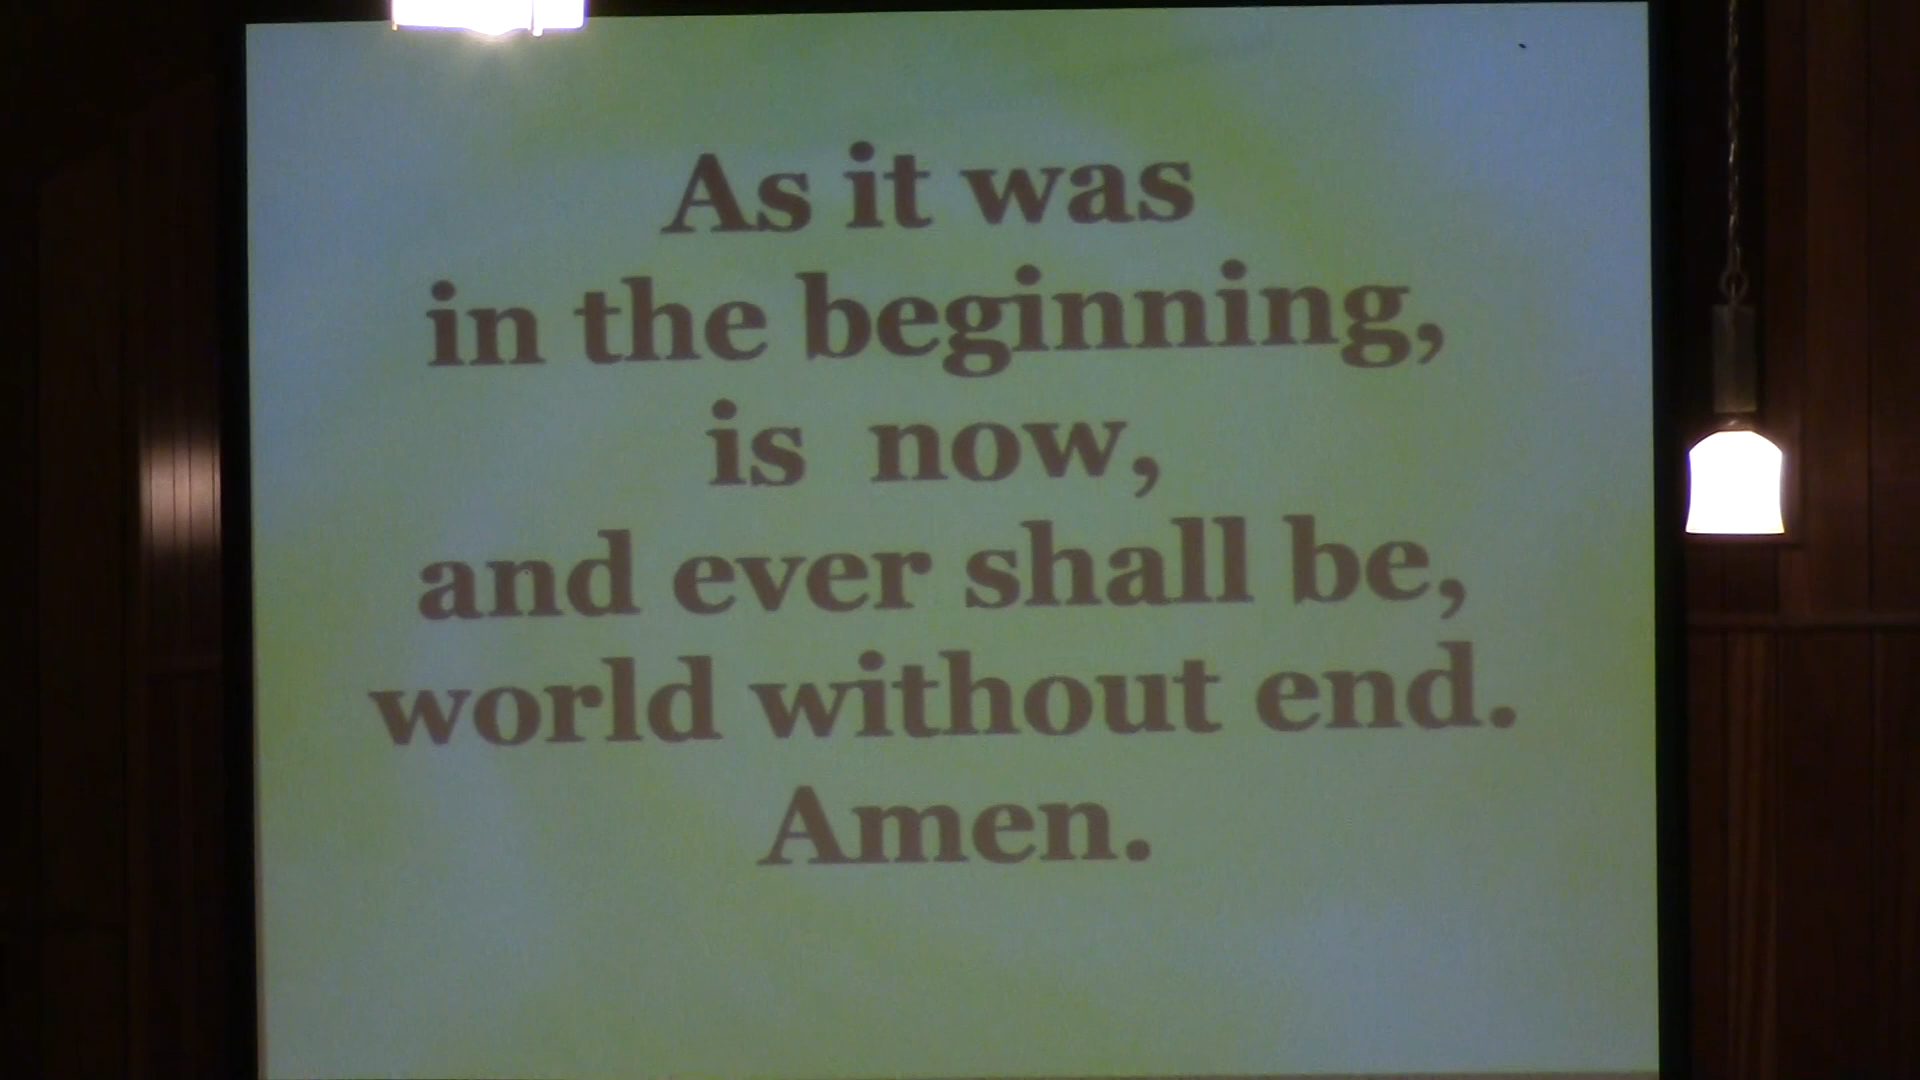 As it was
in the beginning,
is now,
and ever shall be,
world without end.
Amen.